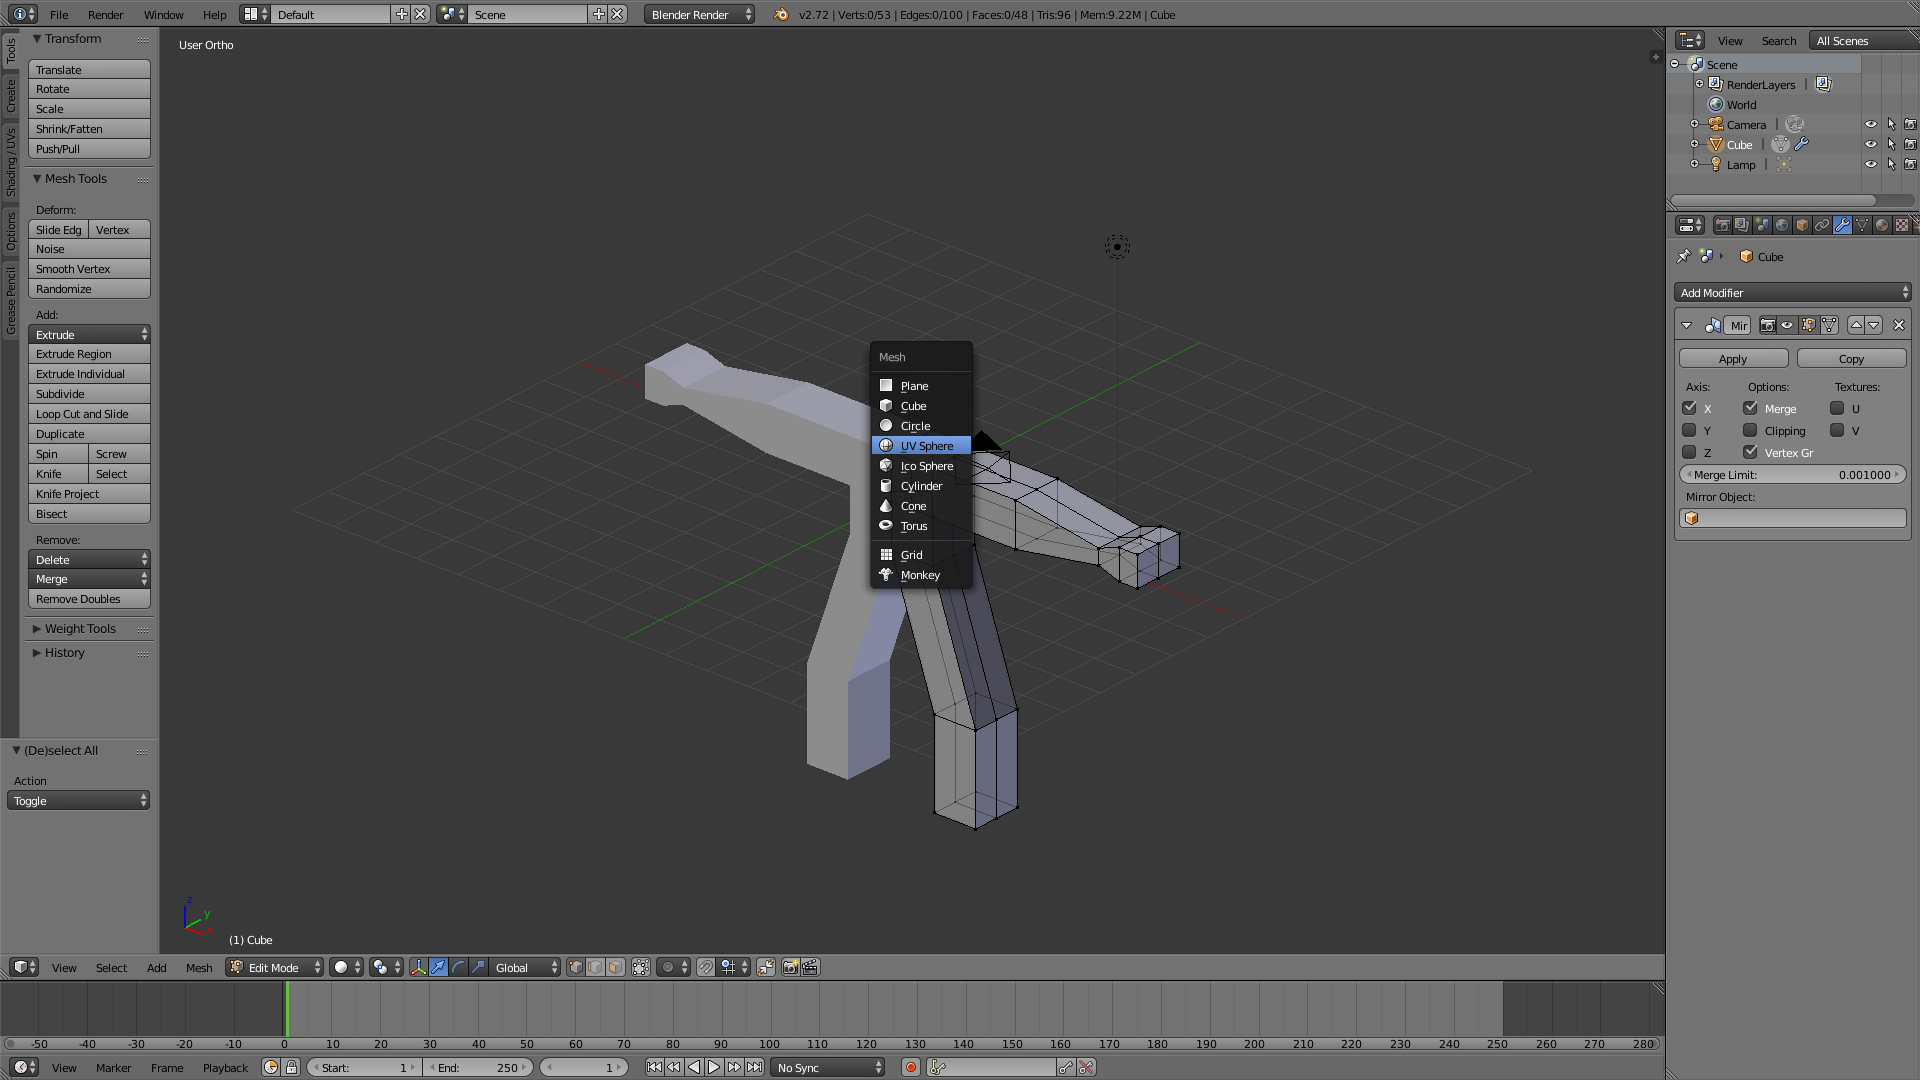 File Render Window Help Default Scene Blender Render v2.72 | Verts:0/53 | Edges:0/100 | Faces:0/48 | Tris:96 | Mem:9.22M | Cube
Tools
Create
Shading / UVs
Options
Grease Pencil
Transform
Translate
Rotate
Scale
Shrink/Fatten
Push/Pull
Mesh Tools
Deform:
Slide Edg Vertex
Noise
Smooth Vertex
Randomize
Add:
Extrude
Extrude Region
Extrude Individual
Subdivide
Loop Cut and Slide
Duplicate
Spin Screw
Knife Select
Knife Project
Bisect
Remove:
Delete
Merge
Remove Doubles
Weight Tools
History
(De)select All
Action
Toggle
User Ortho
Mesh
Plane
Cube
Circle
UV Sphere
Ico Sphere
Cylinder
Cone
Torus
Grid
Monkey
z
y
x
(1) Cube
View Search All Scenes
Scene
RenderLayers |
World
Camera |
Cube |
Lamp |
Cube
Add Modifier
Mir
Apply Copy
Axis: Options: Textures:
X Merge U
Y Clipping V
Z Vertex Gr
Merge Limit: 0.001000
Mirror Object:
View Select Add Mesh Edit Mode Global
-50 -40 -30 -20 -10 0 10 20 30 40 50 60 70 80 90 100 110 120 130 140 150 160 170 180 190 200 210 220 230 240 250 260 270 280
View Marker Frame Playback Start: 1 End: 250 1 No Sync